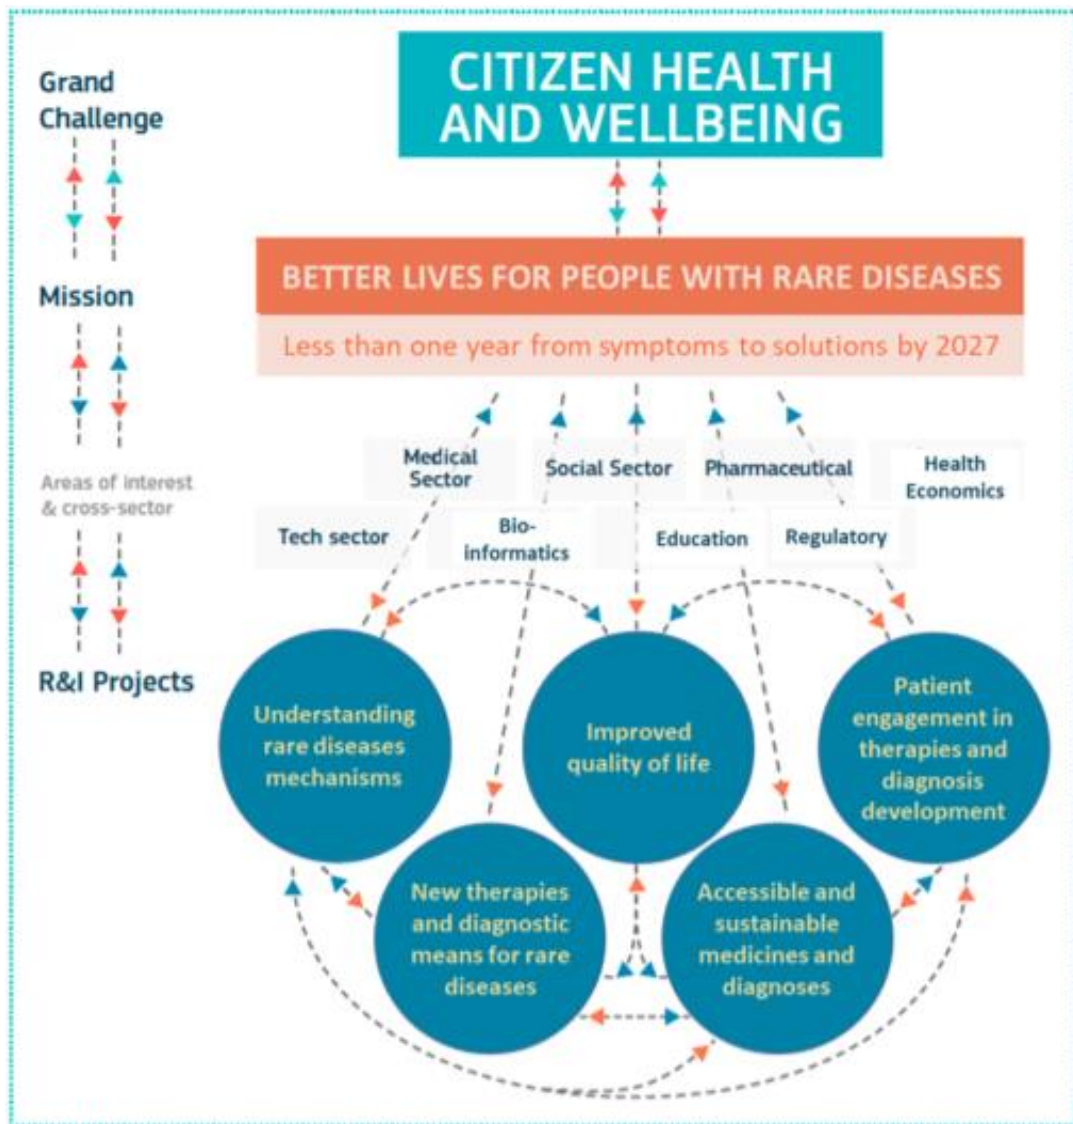 Grand
Challenge
CITIZEN HEALTH
AND WELLBEING
Mission
BETTER LIVES FOR PEOPLE WITH RARE DISEASES
Less than one year from symptoms to solutions by 2027
Areas of interest
& cross-sector
Medical
Sector
Social Sector
Pharmaceutical
Health
Economics
Tech sector
Bio-
informatics
Education
Regulatory
R&I Projects
Understanding
rare diseases
mechanisms
Improved
quality of life
Patient
engagement in
therapies and
diagnosis
development
New therapies
and diagnostic
means for rare
diseases
Accessible and
sustainable
medicines and
diagnoses